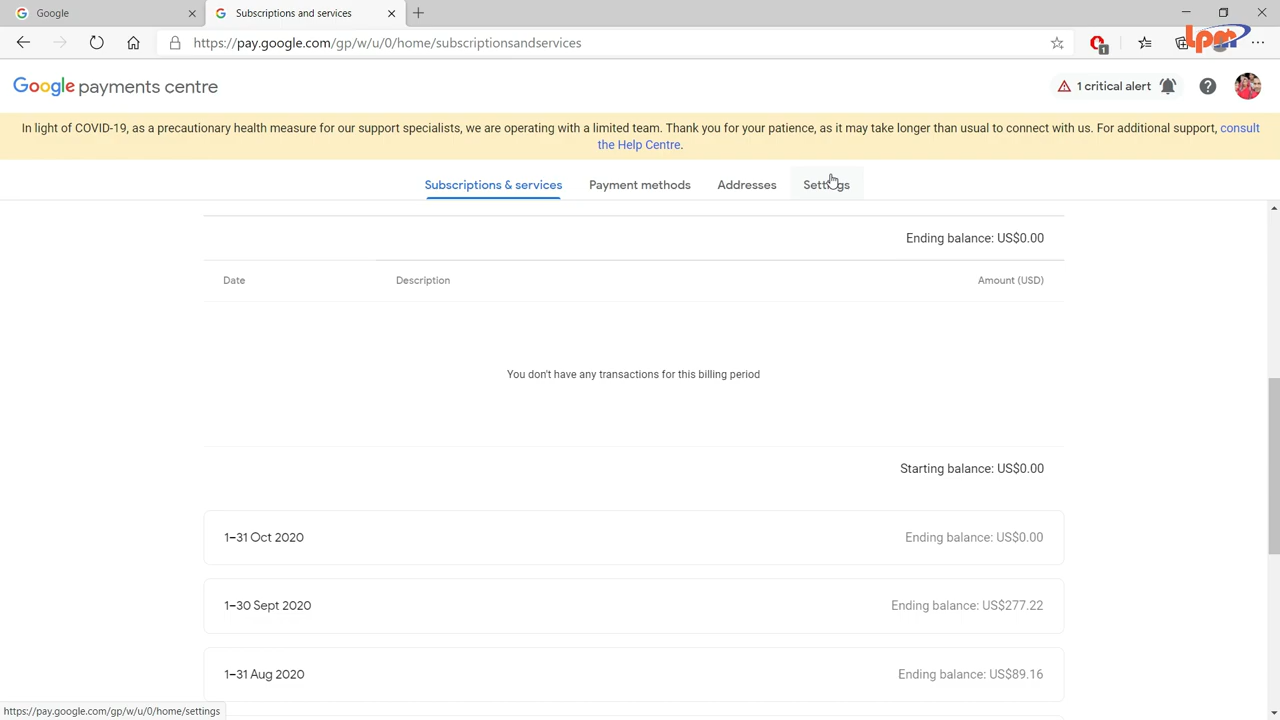 Google
Subscriptions and services
https://pay.google.com/gp/w/u/0/home/subscriptionsandservices
1
lpm
Google payments centre
1 critical alert
In light of COVID-19, as a precautionary health measure for our support specialists, we are operating with a limited team. Thank you for your patience, as it may take longer than usual to connect with us. For additional support, consult
the Help Centre.
Subscriptions & services
Payment methods
Addresses
Settings
Ending balance: US$0.00
Date
Description
Amount (USD)
You don't have any transactions for this billing period
Starting balance: US$0.00
1–31 Oct 2020
Ending balance: US$0.00
1–30 Sept 2020
Ending balance: US$277.22
1–31 Aug 2020
Ending balance: US$89.16
https://pay.google.com/gp/w/u/0/home/settings